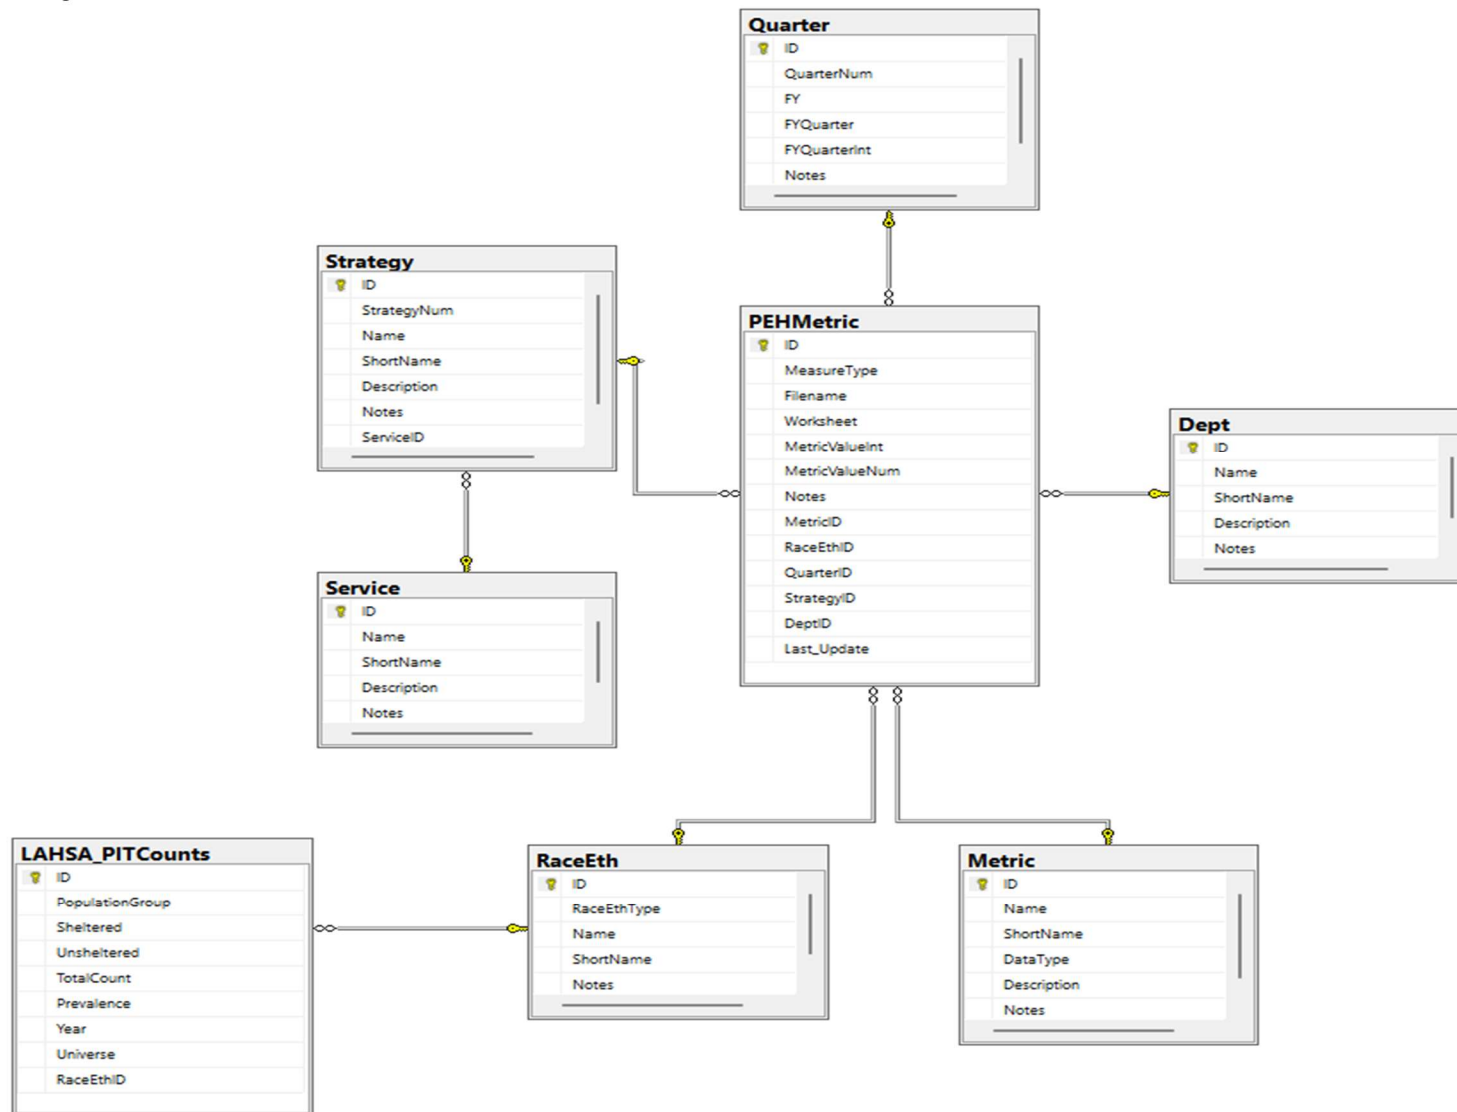 Quarter
ID
QuarterNum
FY
FYQuarter
FYQuarterInt
Notes
Strategy
ID
StrategyNum
Name
ShortName
Description
Notes
ServiceID
PEHMetric
ID
MeasureType
Filename
Worksheet
MetricValueInt
MetricValueNum
Notes
MetricID
RaceEthID
QuarterID
StrategyID
DeptID
Last_Update
Dept
ID
Name
ShortName
Description
Notes
Service
ID
Name
ShortName
Description
Notes
LAHSA_PITCounts
ID
PopulationGroup
Sheltered
Unsheltered
TotalCount
Prevalence
Year
Universe
RaceEthID
RaceEth
ID
RaceEthType
Name
ShortName
Notes
Metric
ID
Name
ShortName
DataType
Description
Notes